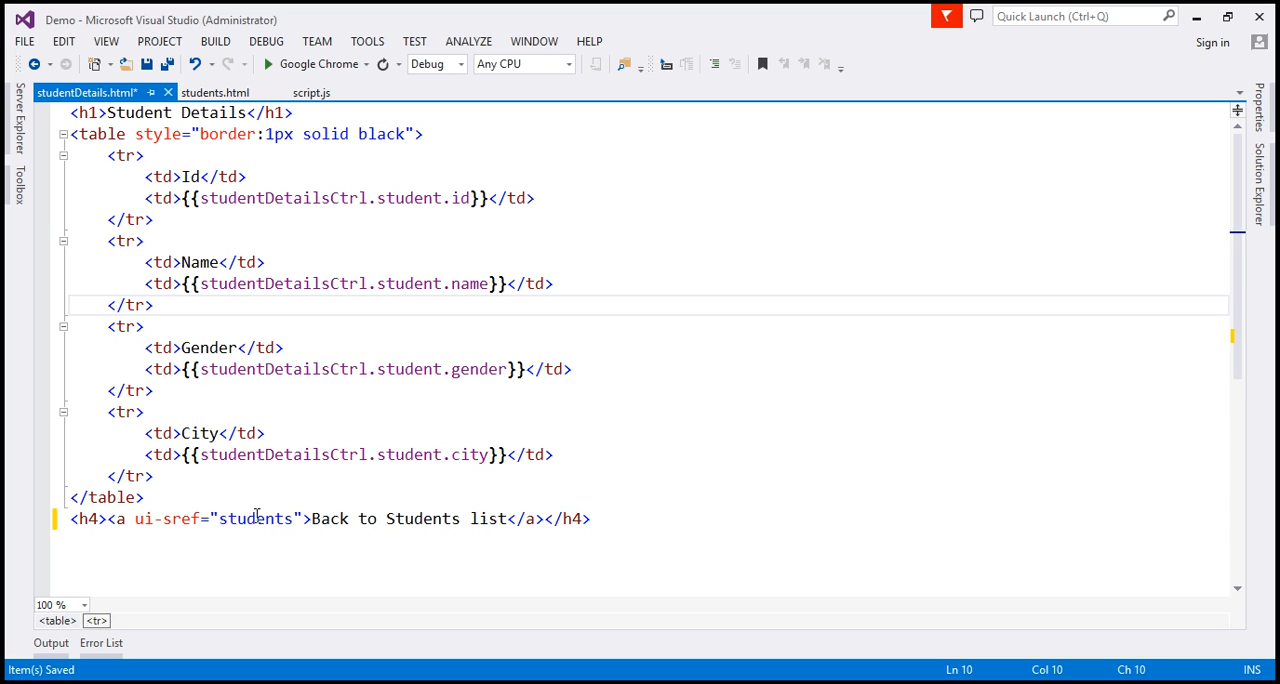 Demo - Microsoft Visual Studio (Administrator)
Quick Launch (Ctrl+Q)
FILE EDIT VIEW PROJECT BUILD DEBUG TEAM TOOLS TEST ANALYZE WINDOW HELP
Sign in
Google Chrome Debug Any CPU
studentDetails.html* students.html script.js
Server Explorer
Toolbox
Properties
Solution Explorer
<h1>Student Details</h1>
<table style="border:1px solid black">
<tr>
<td>Id</td>
<td>{{studentDetailsCtrl.student.id}}</td>
</tr>
<tr>
<td>Name</td>
<td>{{studentDetailsCtrl.student.name}}</td>
</tr>
<tr>
<td>Gender</td>
<td>{{studentDetailsCtrl.student.gender}}</td>
</tr>
<tr>
<td>City</td>
<td>{{studentDetailsCtrl.student.city}}</td>
</tr>
</table>
<h4><a ui-sref="students">Back to Students list</a></h4>
100 %
<table> <tr>
Output Error List
Item(s) Saved Ln 10 Col 10 Ch 10 INS